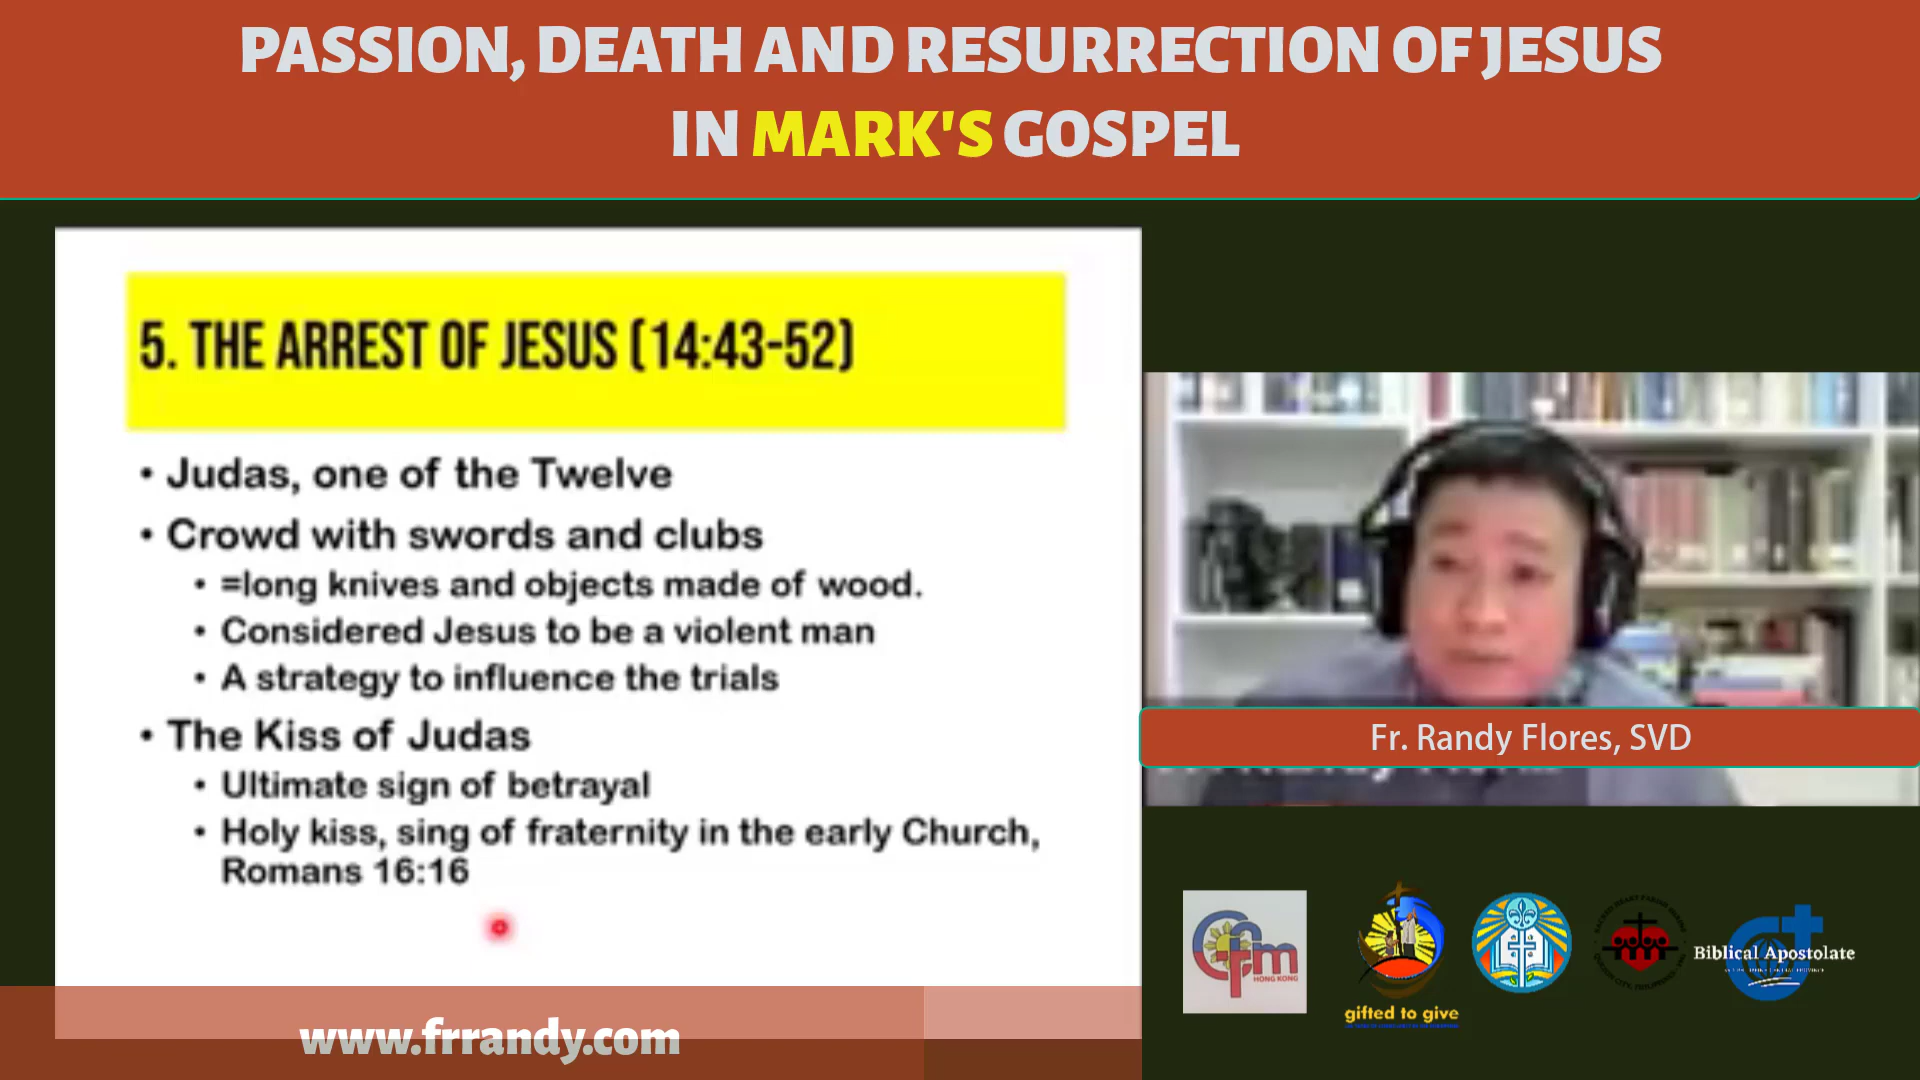 PASSION, DEATH AND RESURRECTION OF JESUS
IN MARK'S GOSPEL
5. THE ARREST OF JESUS (14:43-52)
• Judas, one of the Twelve
• Crowd with swords and clubs
• =long knives and objects made of wood.
• Considered Jesus to be a violent man
• A strategy to influence the trials
• The Kiss of Judas
• Ultimate sign of betrayal
• Holy kiss, sing of fraternity in the early Church,
Romans 16:16
Fr. Randy Flores, SVD
cffm
HONG KONG
gifted to give
Biblical Apostolate
www.frrandy.com